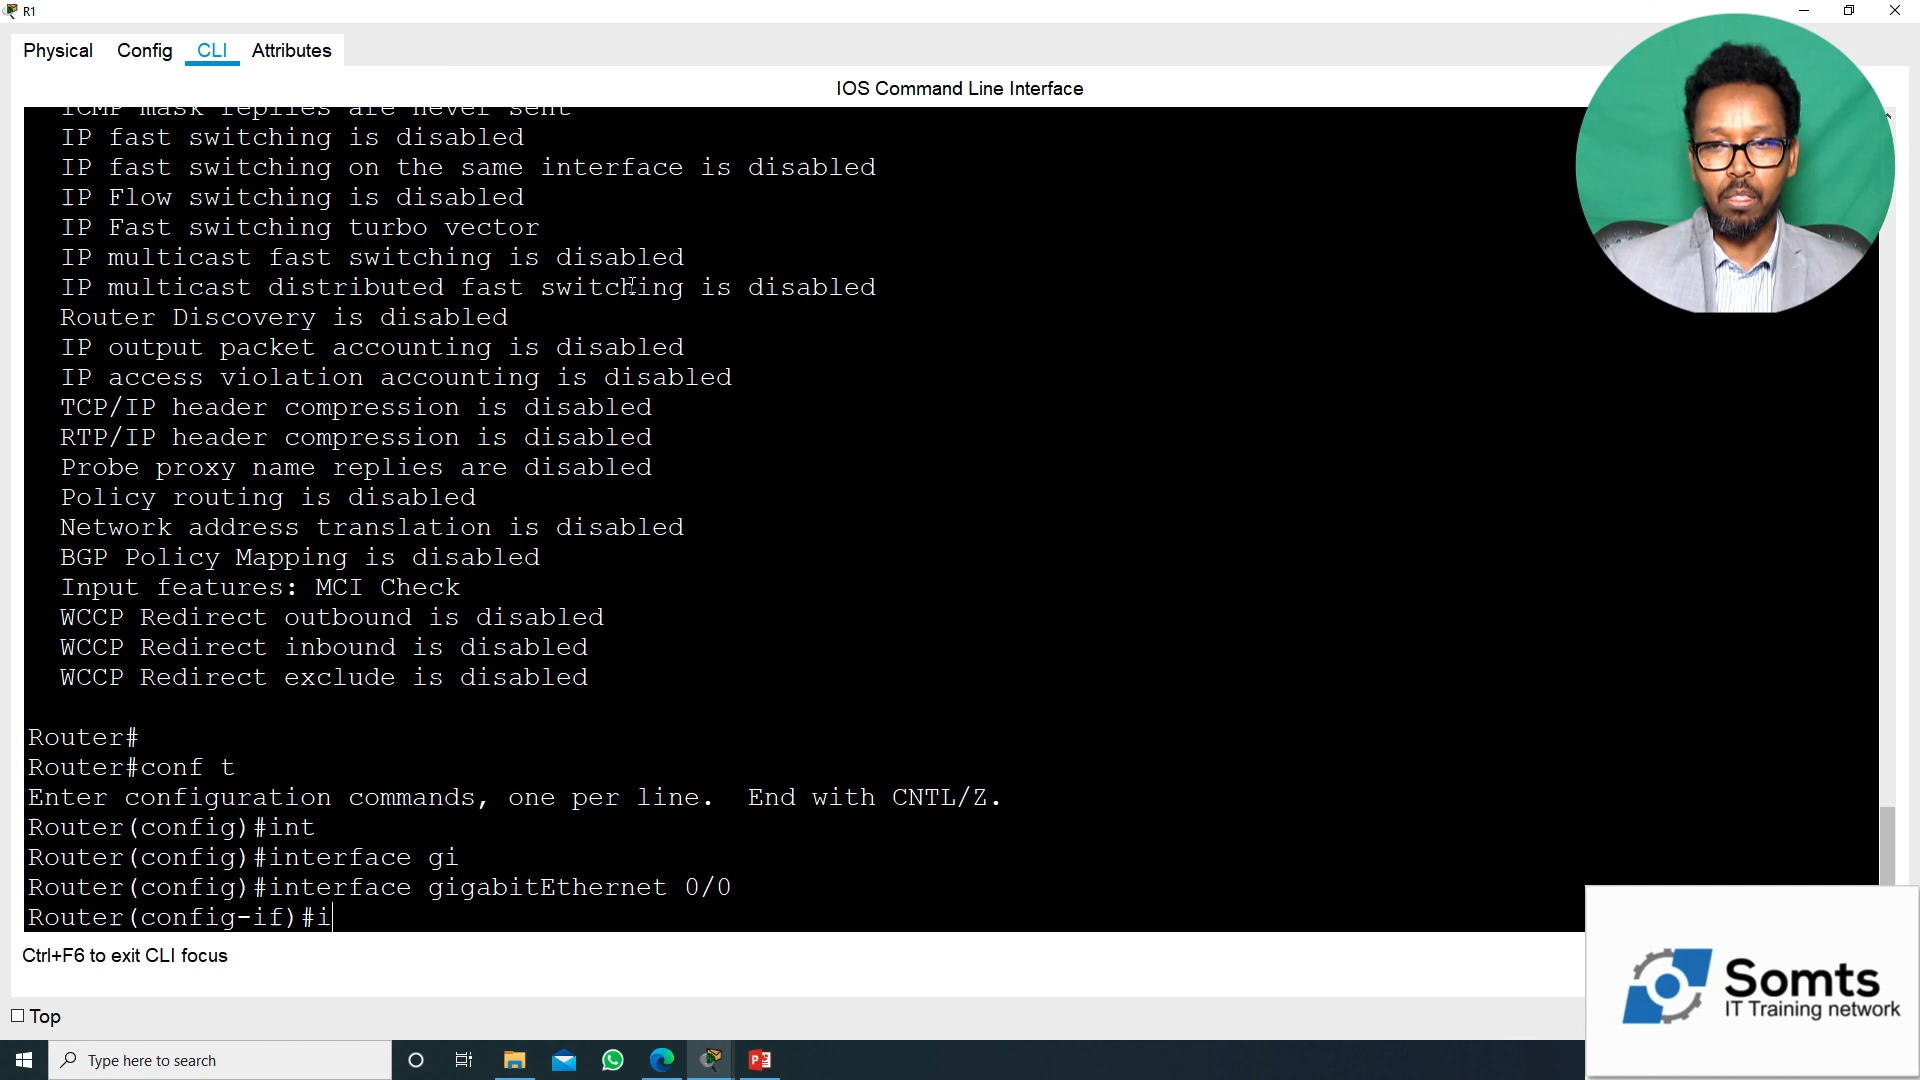 R1
Physical Config CLI Attributes
IOS Command Line Interface
ICMP mask replies are never sent
IP fast switching is disabled
IP fast switching on the same interface is disabled
IP Flow switching is disabled
IP Fast switching turbo vector
IP multicast fast switching is disabled
IP multicast distributed fast switching is disabled
Router Discovery is disabled
IP output packet accounting is disabled
IP access violation accounting is disabled
TCP/IP header compression is disabled
RTP/IP header compression is disabled
Probe proxy name replies are disabled
Policy routing is disabled
Network address translation is disabled
BGP Policy Mapping is disabled
Input features: MCI Check
WCCP Redirect outbound is disabled
WCCP Redirect inbound is disabled
WCCP Redirect exclude is disabled
Router#
Router#conf t
Enter configuration commands, one per line.  End with CNTL/Z.
Router(config)#int
Router(config)#interface gi
Router(config)#interface gigabitEthernet 0/0
Router(config-if)#i
Ctrl+F6 to exit CLI focus
Somts
IT Training network
Top
Type here to search